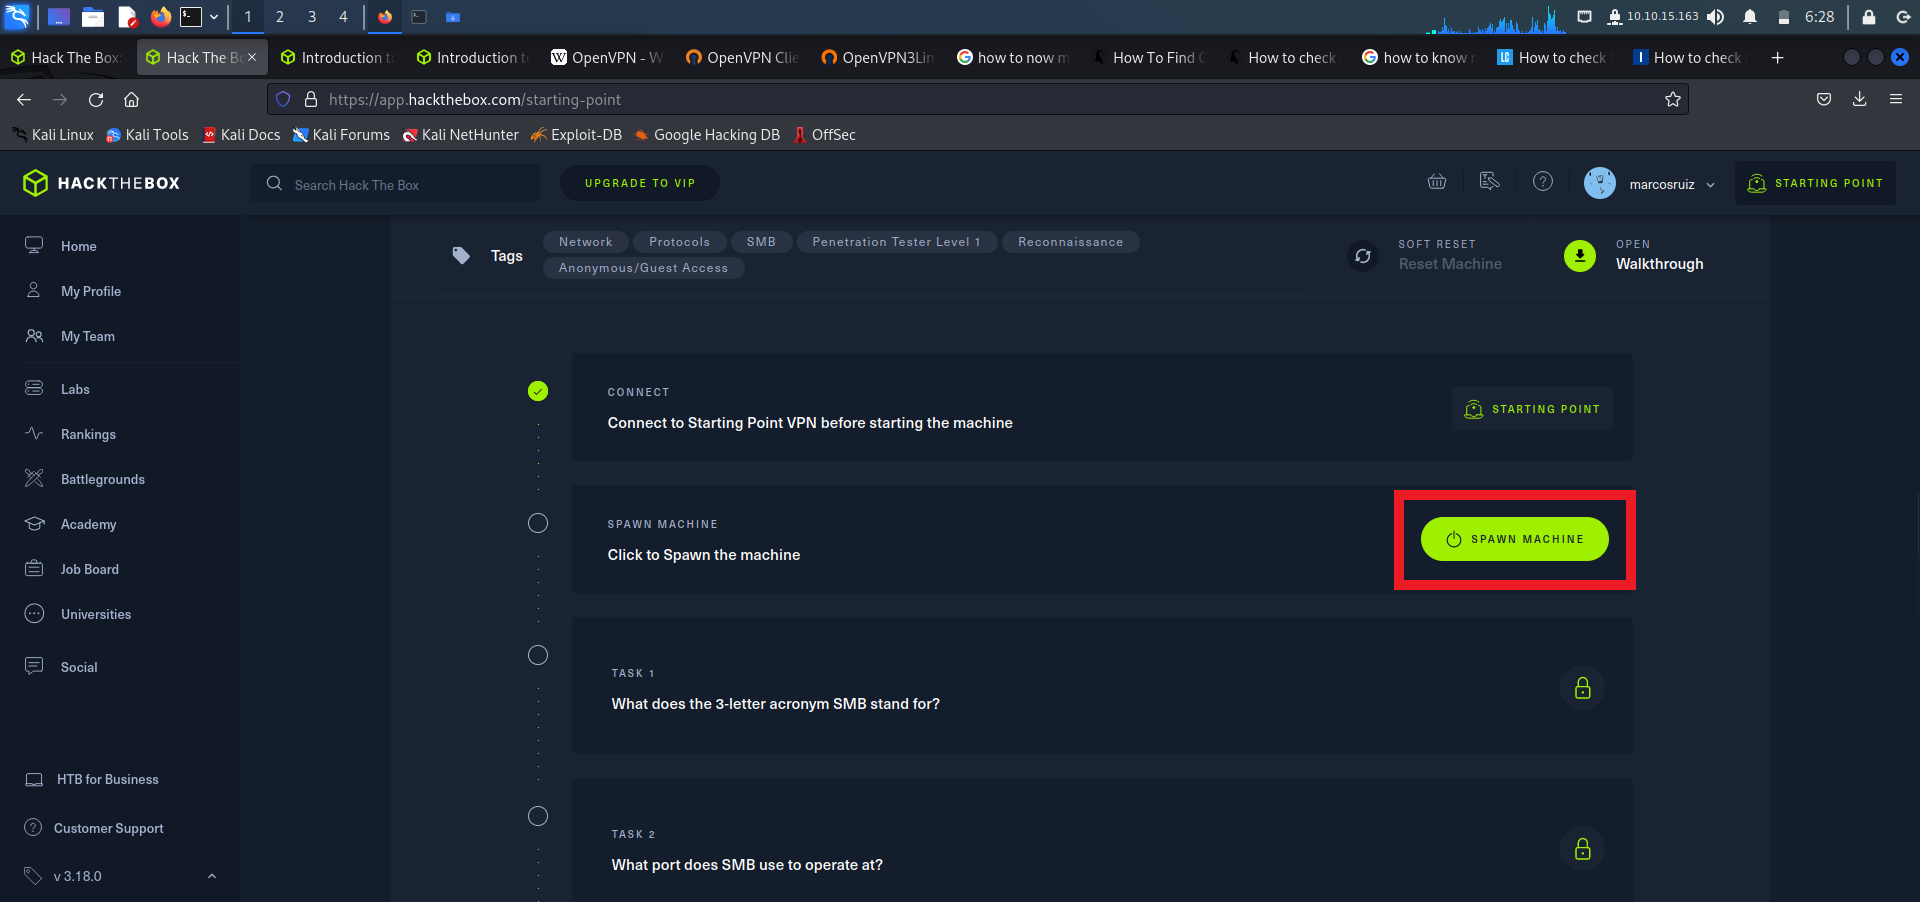 1 2 3 4 10.10.15.163 6:28
Hack The Box Hack The B Introduction t Introduction t OpenVPN - W OpenVPN Clie OpenVPN3Lin how to now m How To Find How to check how to know How to check How to check
https://app.hackthebox.com/starting-point
Kali Linux Kali Tools Kali Docs Kali Forums Kali NetHunter Exploit-DB Google Hacking DB OffSec
HACKTHEBOX Search Hack The Box UPGRADE TO VIP marcosruiz STARTING POINT
Home
My Profile
My Team
Labs
Rankings
Battlegrounds
Academy
Job Board
Universities
Social
HTB for Business
Customer Support
v 3.18.0
Tags Network Protocols SMB Penetration Tester Level 1 Reconnaissance
Anonymous/Guest Access
SOFT RESET
Reset Machine
OPEN
Walkthrough
CONNECT
Connect to Starting Point VPN before starting the machine
STARTING POINT
SPAWN MACHINE
Click to Spawn the machine
SPAWN MACHINE
TASK 1
What does the 3-letter acronym SMB stand for?
TASK 2
What port does SMB use to operate at?